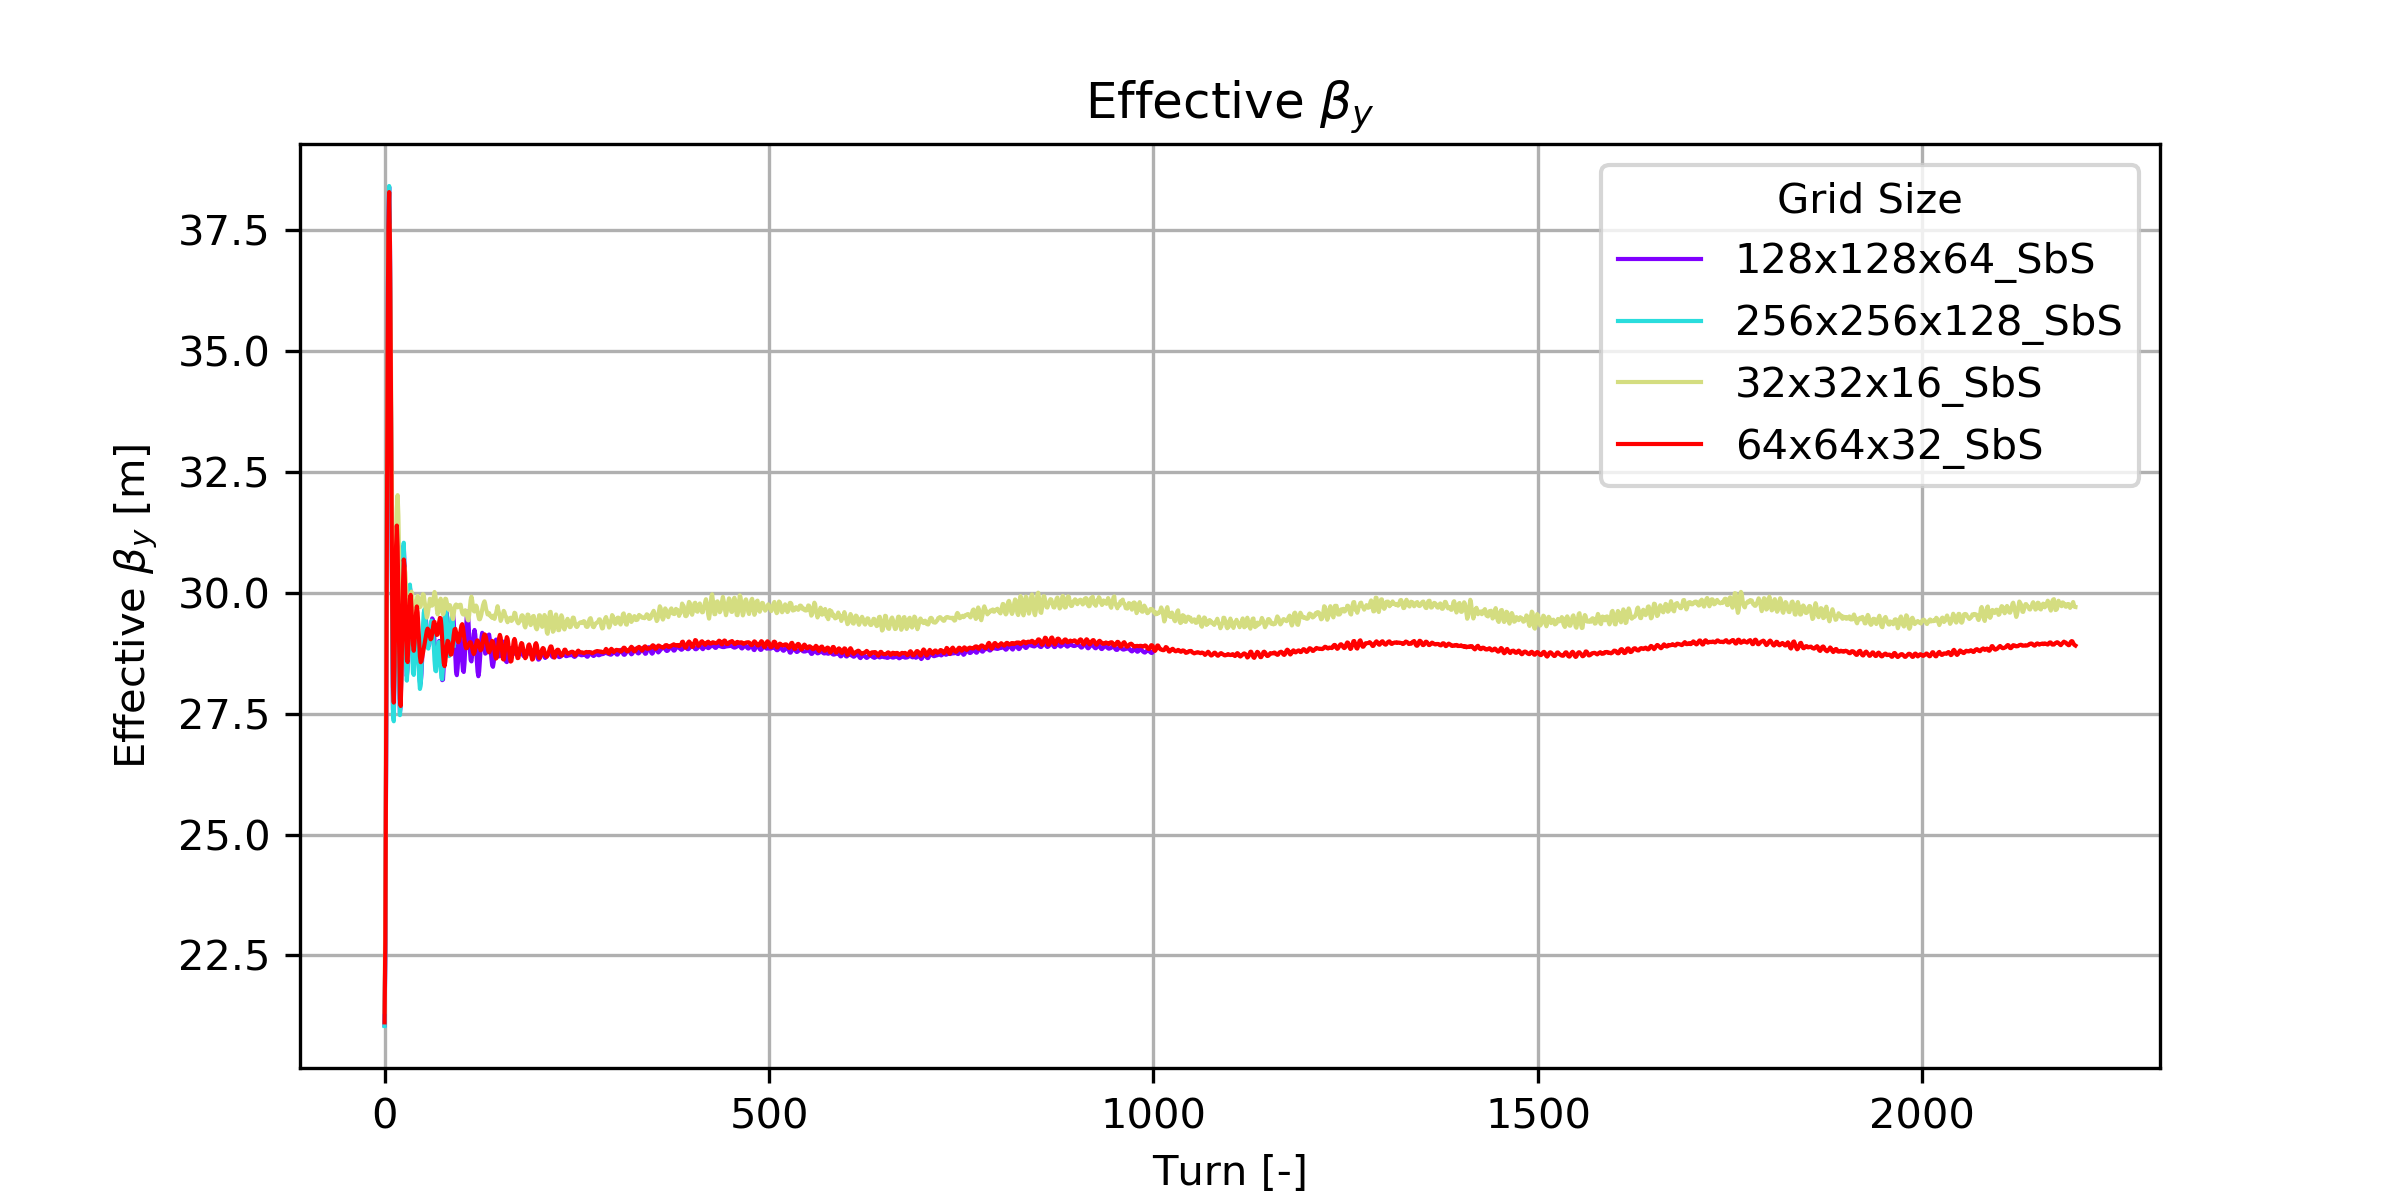 Effective βy
Effective βy [m]
37.5
35.0
32.5
30.0
27.5
25.0
22.5
0 500 1000 1500 2000
Turn [-]
Grid Size
128x128x64_SbS
256x256x128_SbS
32x32x16_SbS
64x64x32_SbS